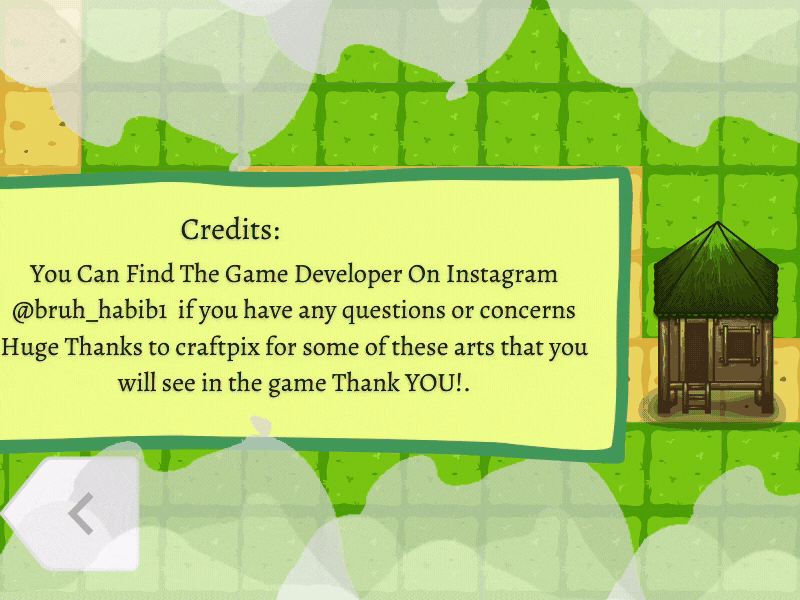 Credits:
You Can Find The Game Developer On Instagram
@bruh_habib1 if you have any questions or concerns
Huge Thanks to craftpix for some of these arts that you
will see in the game Thank YOU!.